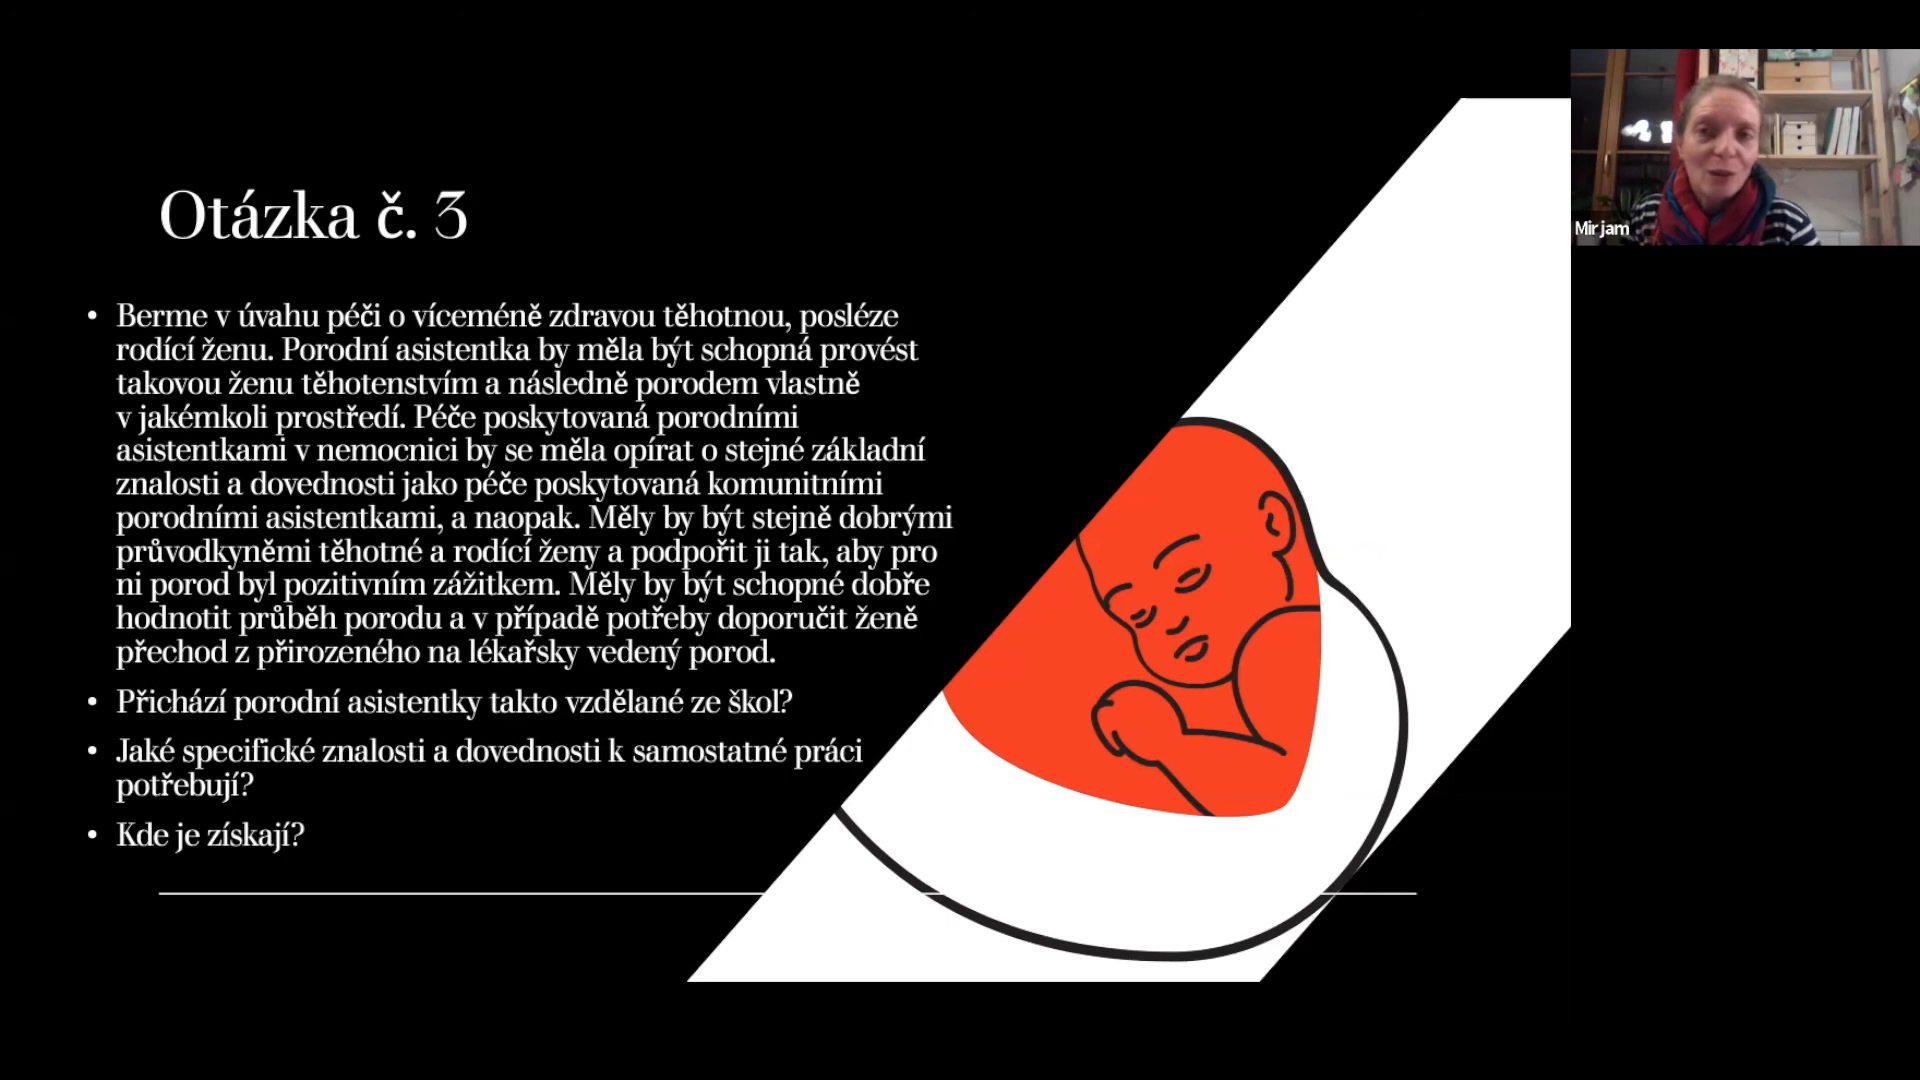 Otázka č. 3
• Berme v úvahu péči o víceméně zdravou těhotnou, posléze
rodící ženu. Porodní asistentka by měla být schopná provést
takovou ženu těhotenstvím a následně porodem vlastně
v jakémkoli prostředí. Péče poskytovaná porodními
asistentkami v nemocnici by se měla opírat o stejné základní
znalosti a dovednosti jako péče poskytovaná komunitními
porodními asistentkami, a naopak. Měly by být stejně dobrými
průvodkyněmi těhotné a rodící ženy a podpořit ji tak, aby pro
ni porod byl pozitivním zážitkem. Měly by být schopné dobře
hodnotit průběh porodu a v případě potřeby doporučit ženě
přechod z přirozeného na lékařsky vedený porod.
• Přichází porodní asistentky takto vzdělané ze škol?
• Jaké specifické znalosti a dovednosti k samostatné práci
potřebují?
• Kde je získají?
Mirjam